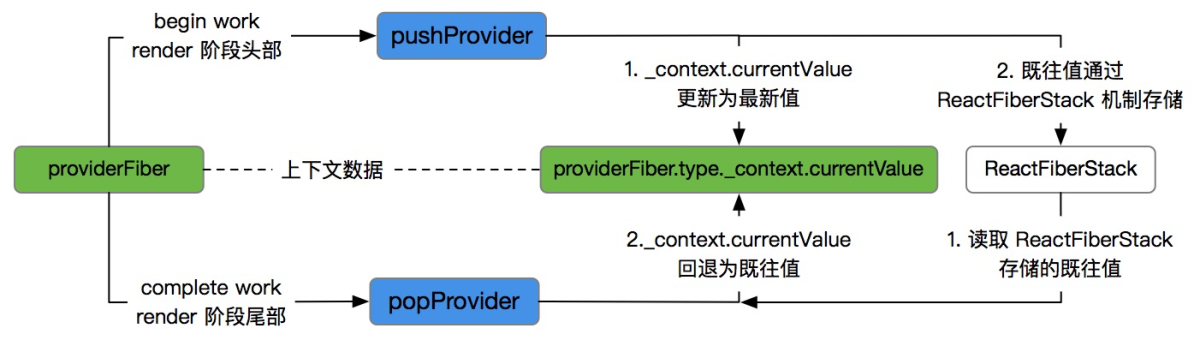 begin work
render 阶段头部
pushProvider
1. _context.currentValue
更新为最新值
2. 既往值通过
ReactFiberStack 机制存储
providerFiber
上下文数据
providerFiber.type._context.currentValue
ReactFiberStack
2._context.currentValue
回退为既往值
1. 读取 ReactFiberStack
存储的既往值
complete work
render 阶段尾部
popProvider